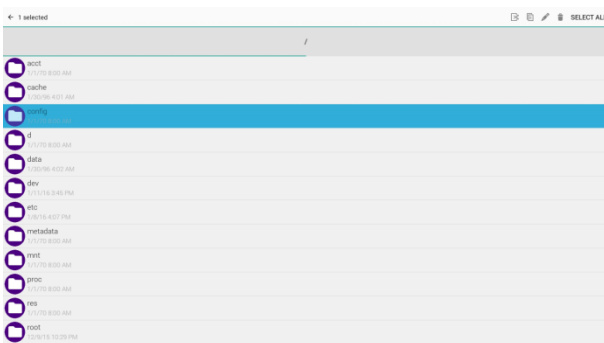 ← 1 selected
SELECT AL
/
acct
1/1/70 8:00 AM
cache
1/30/96 4:01 AM
config
d
1/1/70 8:00 AM
data
1/30/96 4:02 AM
dev
1/11/16 3:46 PM
etc
1/8/16 4:07 PM
metadata
1/1/70 8:00 AM
mnt
1/1/70 8:00 AM
proc
1/1/70 8:00 AM
res
1/1/70 8:00 AM
root
12/9/15 10:29 PM